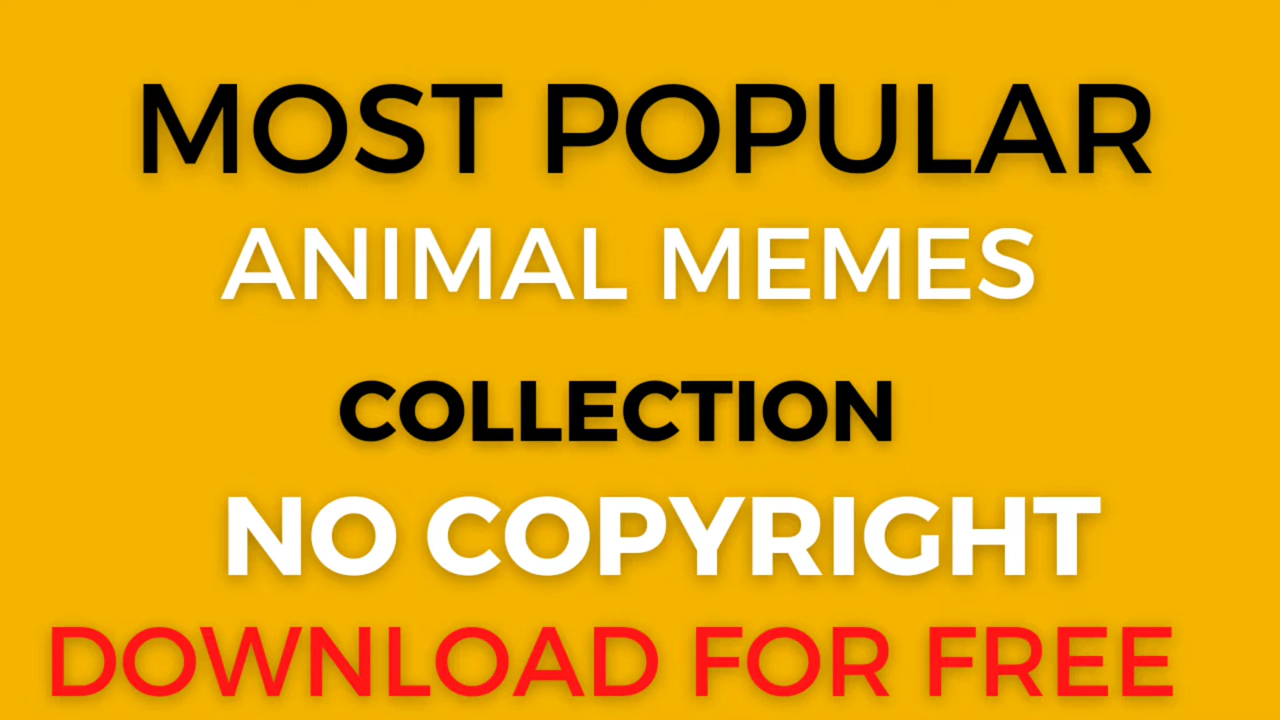 MOST POPULAR
ANIMAL MEMES
COLLECTION
NO COPYRIGHT
DOWNLOAD FOR FREE